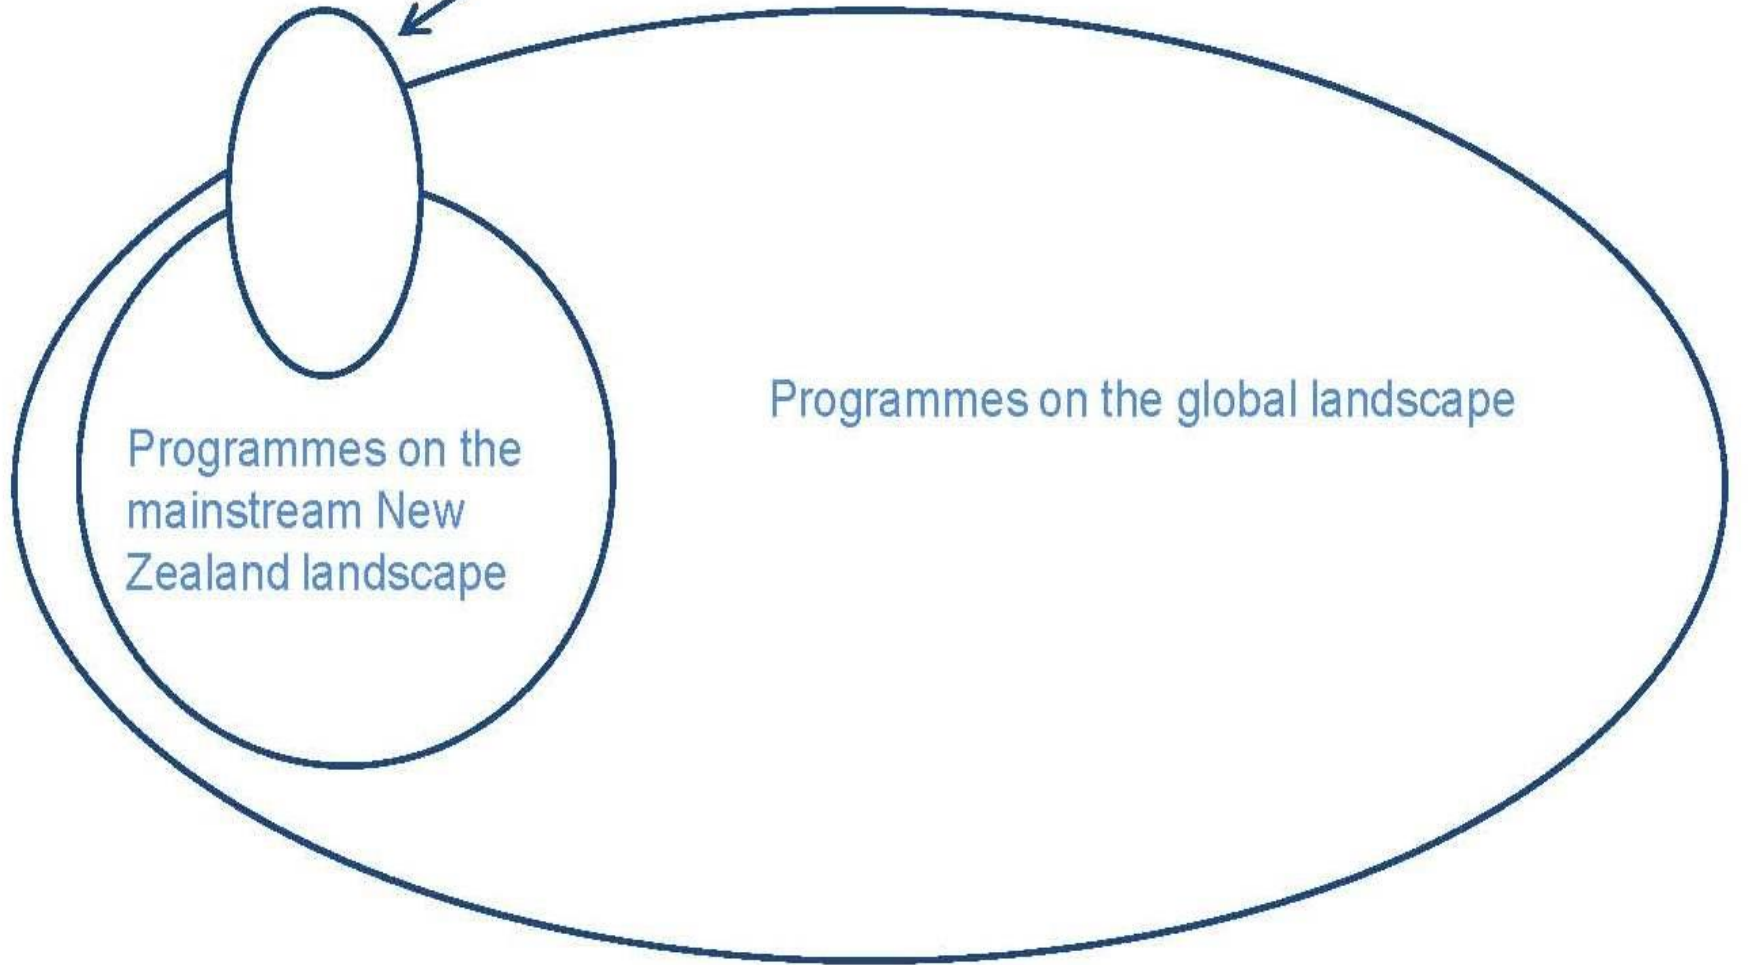 Programmes on the global landscape
Programmes on the
mainstream New
Zealand landscape